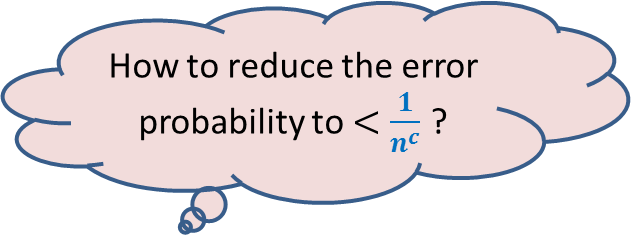 How to reduce the error
probability to < 1/n^c ?